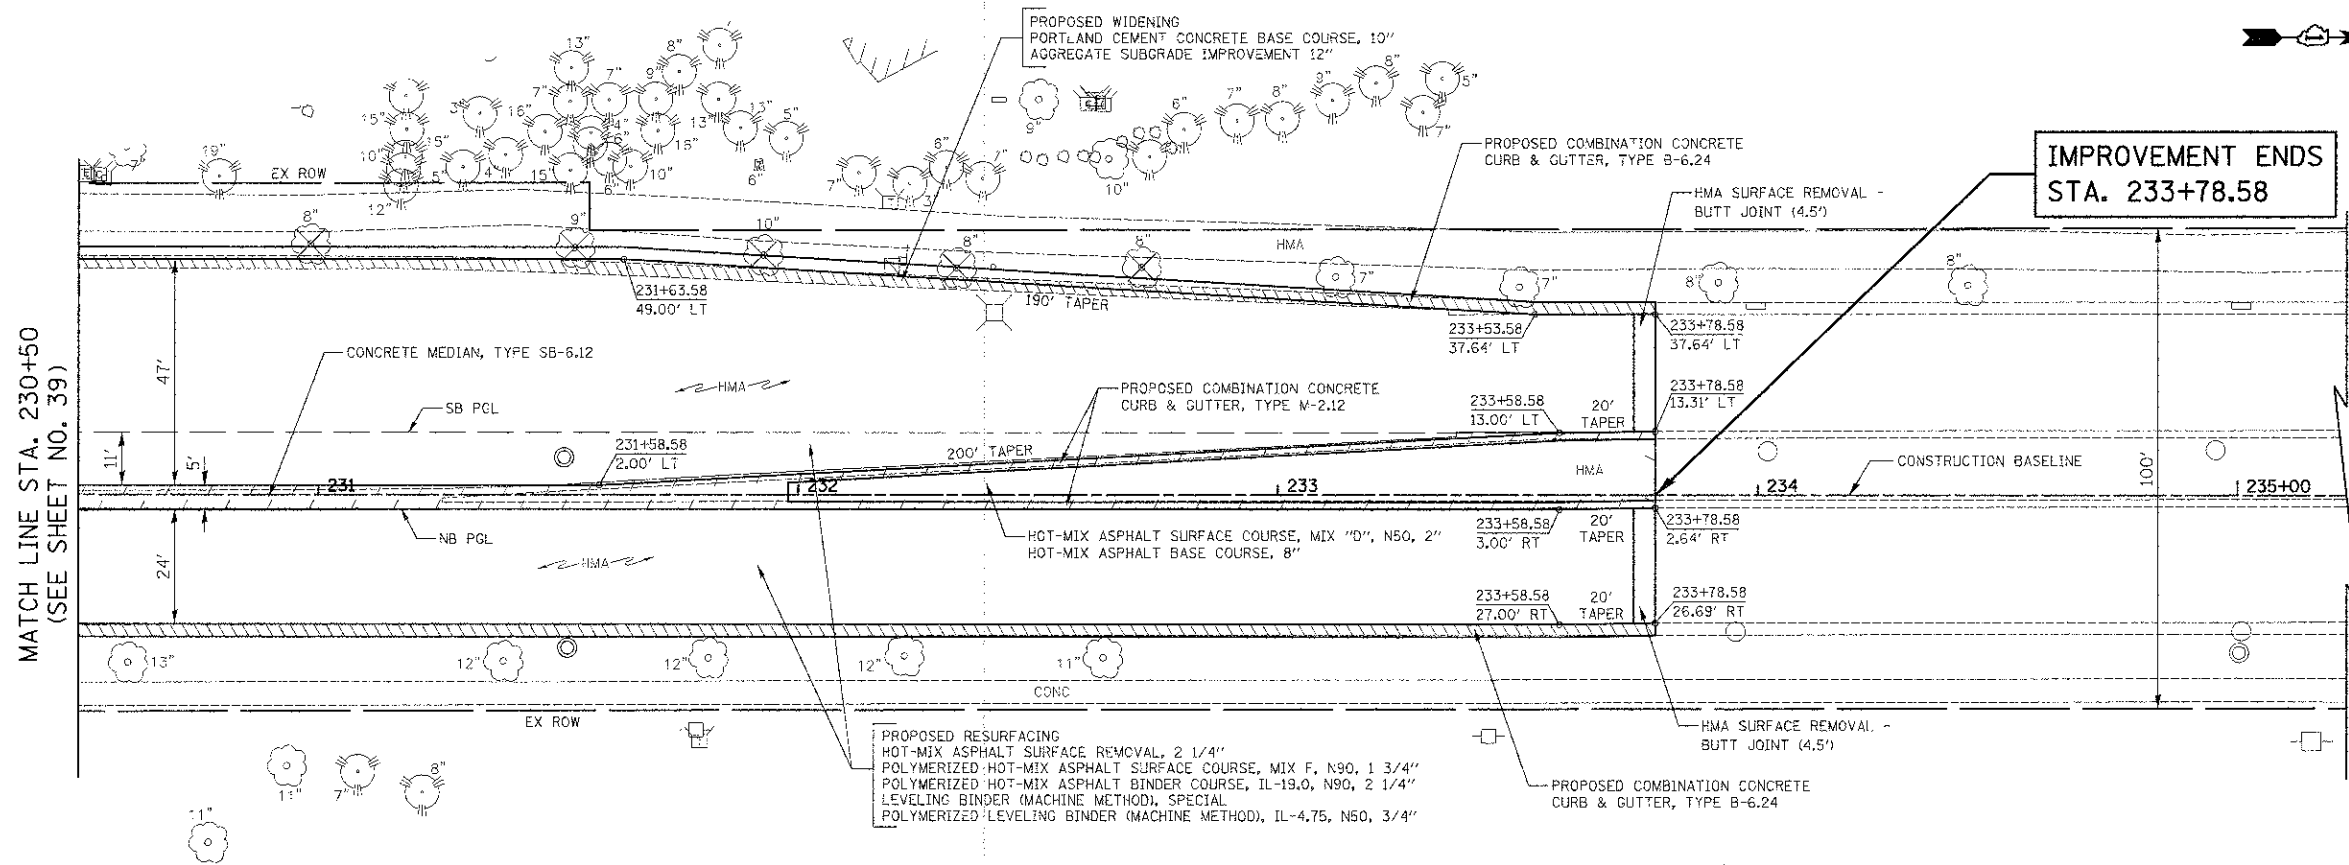 PROPOSED WIDENING
PORTLAND CEMENT CONCRETE BASE COURSE, 10"
AGGREGATE SUBGRADE IMPROVEMENT 12"
13"
8"
7"
9"
7"
15"
3"
16"
4"
6"
13"
13"
5"
16"
15"
10"
5"
4"
15"
6"
10"
12"
19"
7"
6"
7"
6"
7"
3"
9"
10"
6"
7"
8"
9"
8"
5"
7"
EX ROW
PROPOSED COMBINATION CONCRETE
CURB & GUTTER, TYPE B-6.24
HMA SURFACE REMOVAL -
BUTT JOINT (4.5')
IMPROVEMENT ENDS
STA. 233+78.58
8"
9"
10"
8"
8"
7"
7"
8"
8"
HMA
231+63.58
49.00' LT
190' TAPER
233+53.58
37.64' LT
233+78.58
37.64' LT
MATCH LINE STA. 230+50
(SEE SHEET NO. 39)
47'
CONCRETE MEDIAN, TYPE SB-6.12
HMA
PROPOSED COMBINATION CONCRETE
CURB & GUTTER, TYPE M-2.12
233+58.58
13.00' LT
20'
TAPER
233+78.58
13.31' LT
SB PGL
11'
5'
231+58.58
2.00' LT
200' TAPER
HMA
CONSTRUCTION BASELINE
100'
231
232
233
234
235+00
NB PGL
24'
HMA
HOT-MIX ASPHALT SURFACE COURSE, MIX "D", N50, 2"
HOT-MIX ASPHALT BASE COURSE, 8"
233+58.58
3.00' RT
20'
TAPER
233+78.58
2.64' RT
233+58.58
27.00' RT
20'
TAPER
233+78.58
26.69' RT
13"
12"
12"
12"
11"
CONC
EX ROW
HMA SURFACE REMOVAL -
BUTT JOINT (4.5')
PROPOSED RESURFACING
HOT-MIX ASPHALT SURFACE REMOVAL, 2 1/4"
POLYMERIZED HOT-MIX ASPHALT SURFACE COURSE, MIX F, N90, 1 3/4"
POLYMERIZED HOT-MIX ASPHALT BINDER COURSE, IL-19.0, N90, 2 1/4"
LEVELING BINDER (MACHINE METHOD), SPECIAL
POLYMERIZED LEVELING BINDER (MACHINE METHOD), IL-4.75, N50, 3/4"
PROPOSED COMBINATION CONCRETE
CURB & GUTTER, TYPE B-6.24
11"
7"
8"
11"